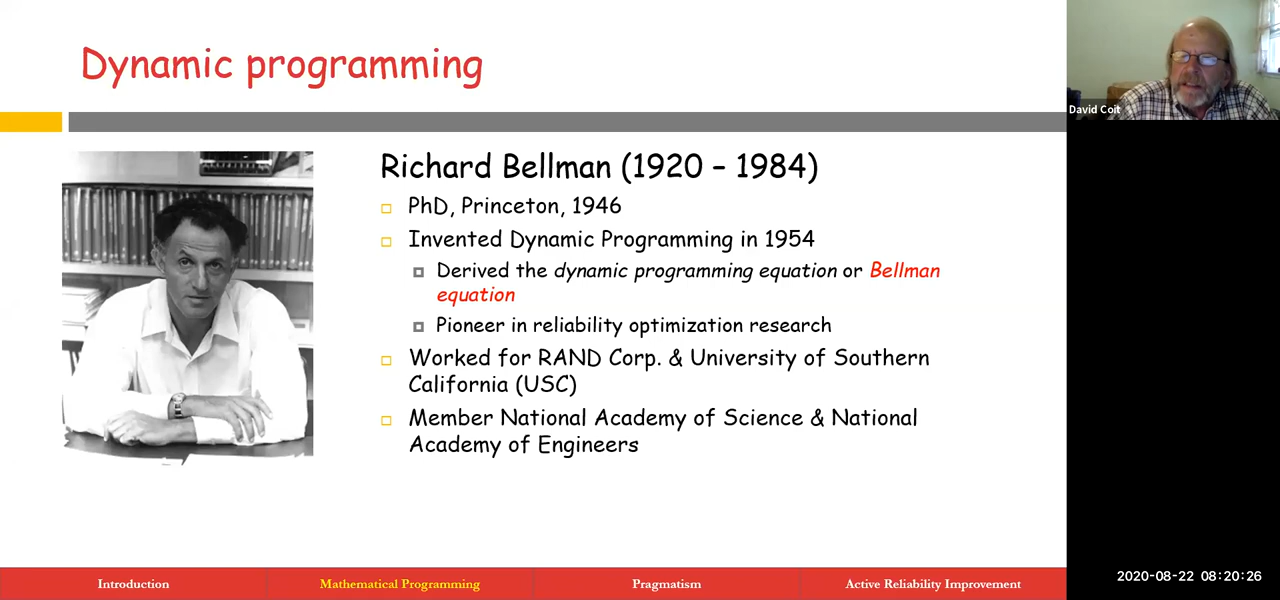 Dynamic programming
David Coit
Richard Bellman (1920 – 1984)
PhD, Princeton, 1946
Invented Dynamic Programming in 1954
Derived the dynamic programming equation or Bellman
equation
Pioneer in reliability optimization research
Worked for RAND Corp. & University of Southern
California (USC)
Member National Academy of Science & National
Academy of Engineers
Introduction
Mathematical Programming
Pragmatism
Active Reliability Improvement
2020-08-22 08:20:26